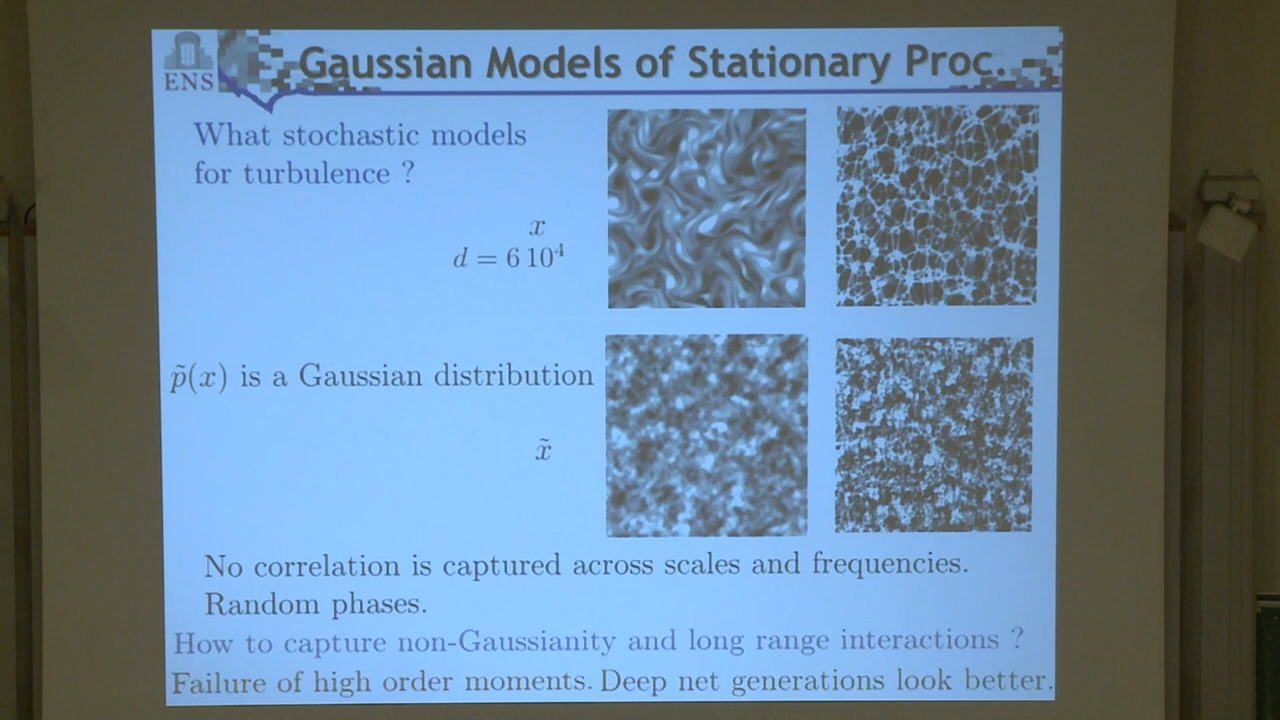 ENS
Gaussian Models of Stationary Proc.
What stochastic models
for turbulence ?
x
d = 6 10⁴
p̃(x) is a Gaussian distribution
x̃
No correlation is captured across scales and frequencies.
Random phases.
How to capture non-Gaussianity and long range interactions ?
Failure of high order moments. Deep net generations look better.